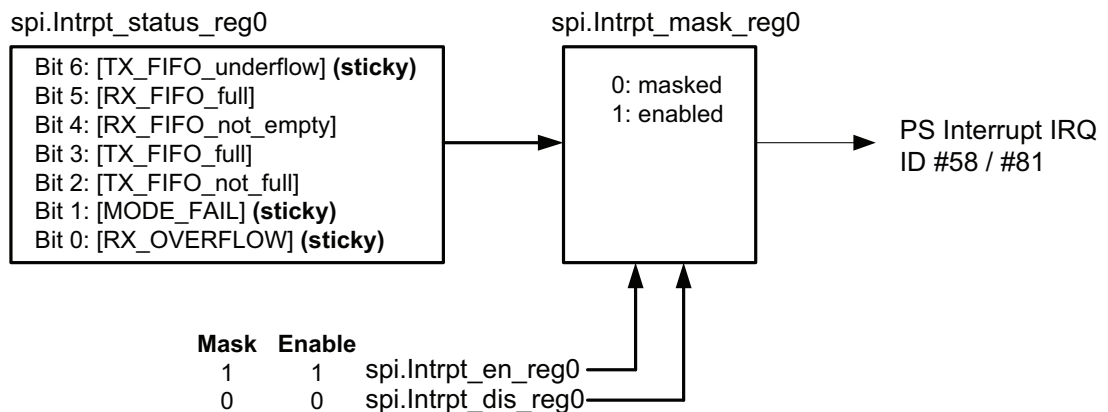 spi.Intrpt_status_reg0
spi.Intrpt_mask_reg0
Bit 6: [TX_FIFO_underflow] (sticky)
Bit 5: [RX_FIFO_full]
Bit 4: [RX_FIFO_not_empty]
Bit 3: [TX_FIFO_full]
Bit 2: [TX_FIFO_not_full]
Bit 1: [MODE_FAIL] (sticky)
Bit 0: [RX_OVERFLOW] (sticky)
0: masked
1: enabled
PS Interrupt IRQ
ID #58 / #81
Mask Enable
1 1 spi.Intrpt_en_reg0
0 0 spi.Intrpt_dis_reg0